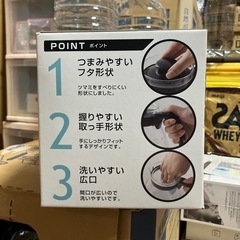 POINT ポイント
1
つまみやすい
フタ形状
ツマミをすべりにくい
形状にしました。
2
握りやすい
取っ手形状
手にしっかりフィット
するデザインです。
3
洗いやすい
広口
間口が広いので
洗いやすいです。
SA
WHEY